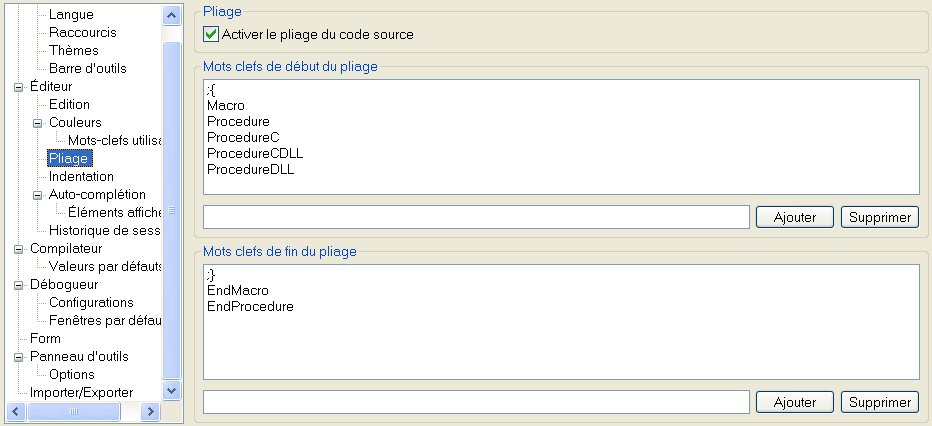 Langue
Raccourcis
Thèmes
Barre d'outils
Éditeur
Edition
Couleurs
Mots-clefs utilisa
Pliage
Indentation
Auto-complétion
Éléments affiche
Historique de sess
Compilateur
Valeurs par défauts
Débogueur
Configurations
Fenêtres par défau
Form
Panneau d'outils
Options
Importer/Exporter
Pliage
Activer le pliage du code source
Mots clefs de début du pliage
;{
Macro
Procedure
ProcedureC
ProcedureCDLL
ProcedureDLL
Ajouter Supprimer
Mots clefs de fin du pliage
;}
EndMacro
EndProcedure
Ajouter Supprimer